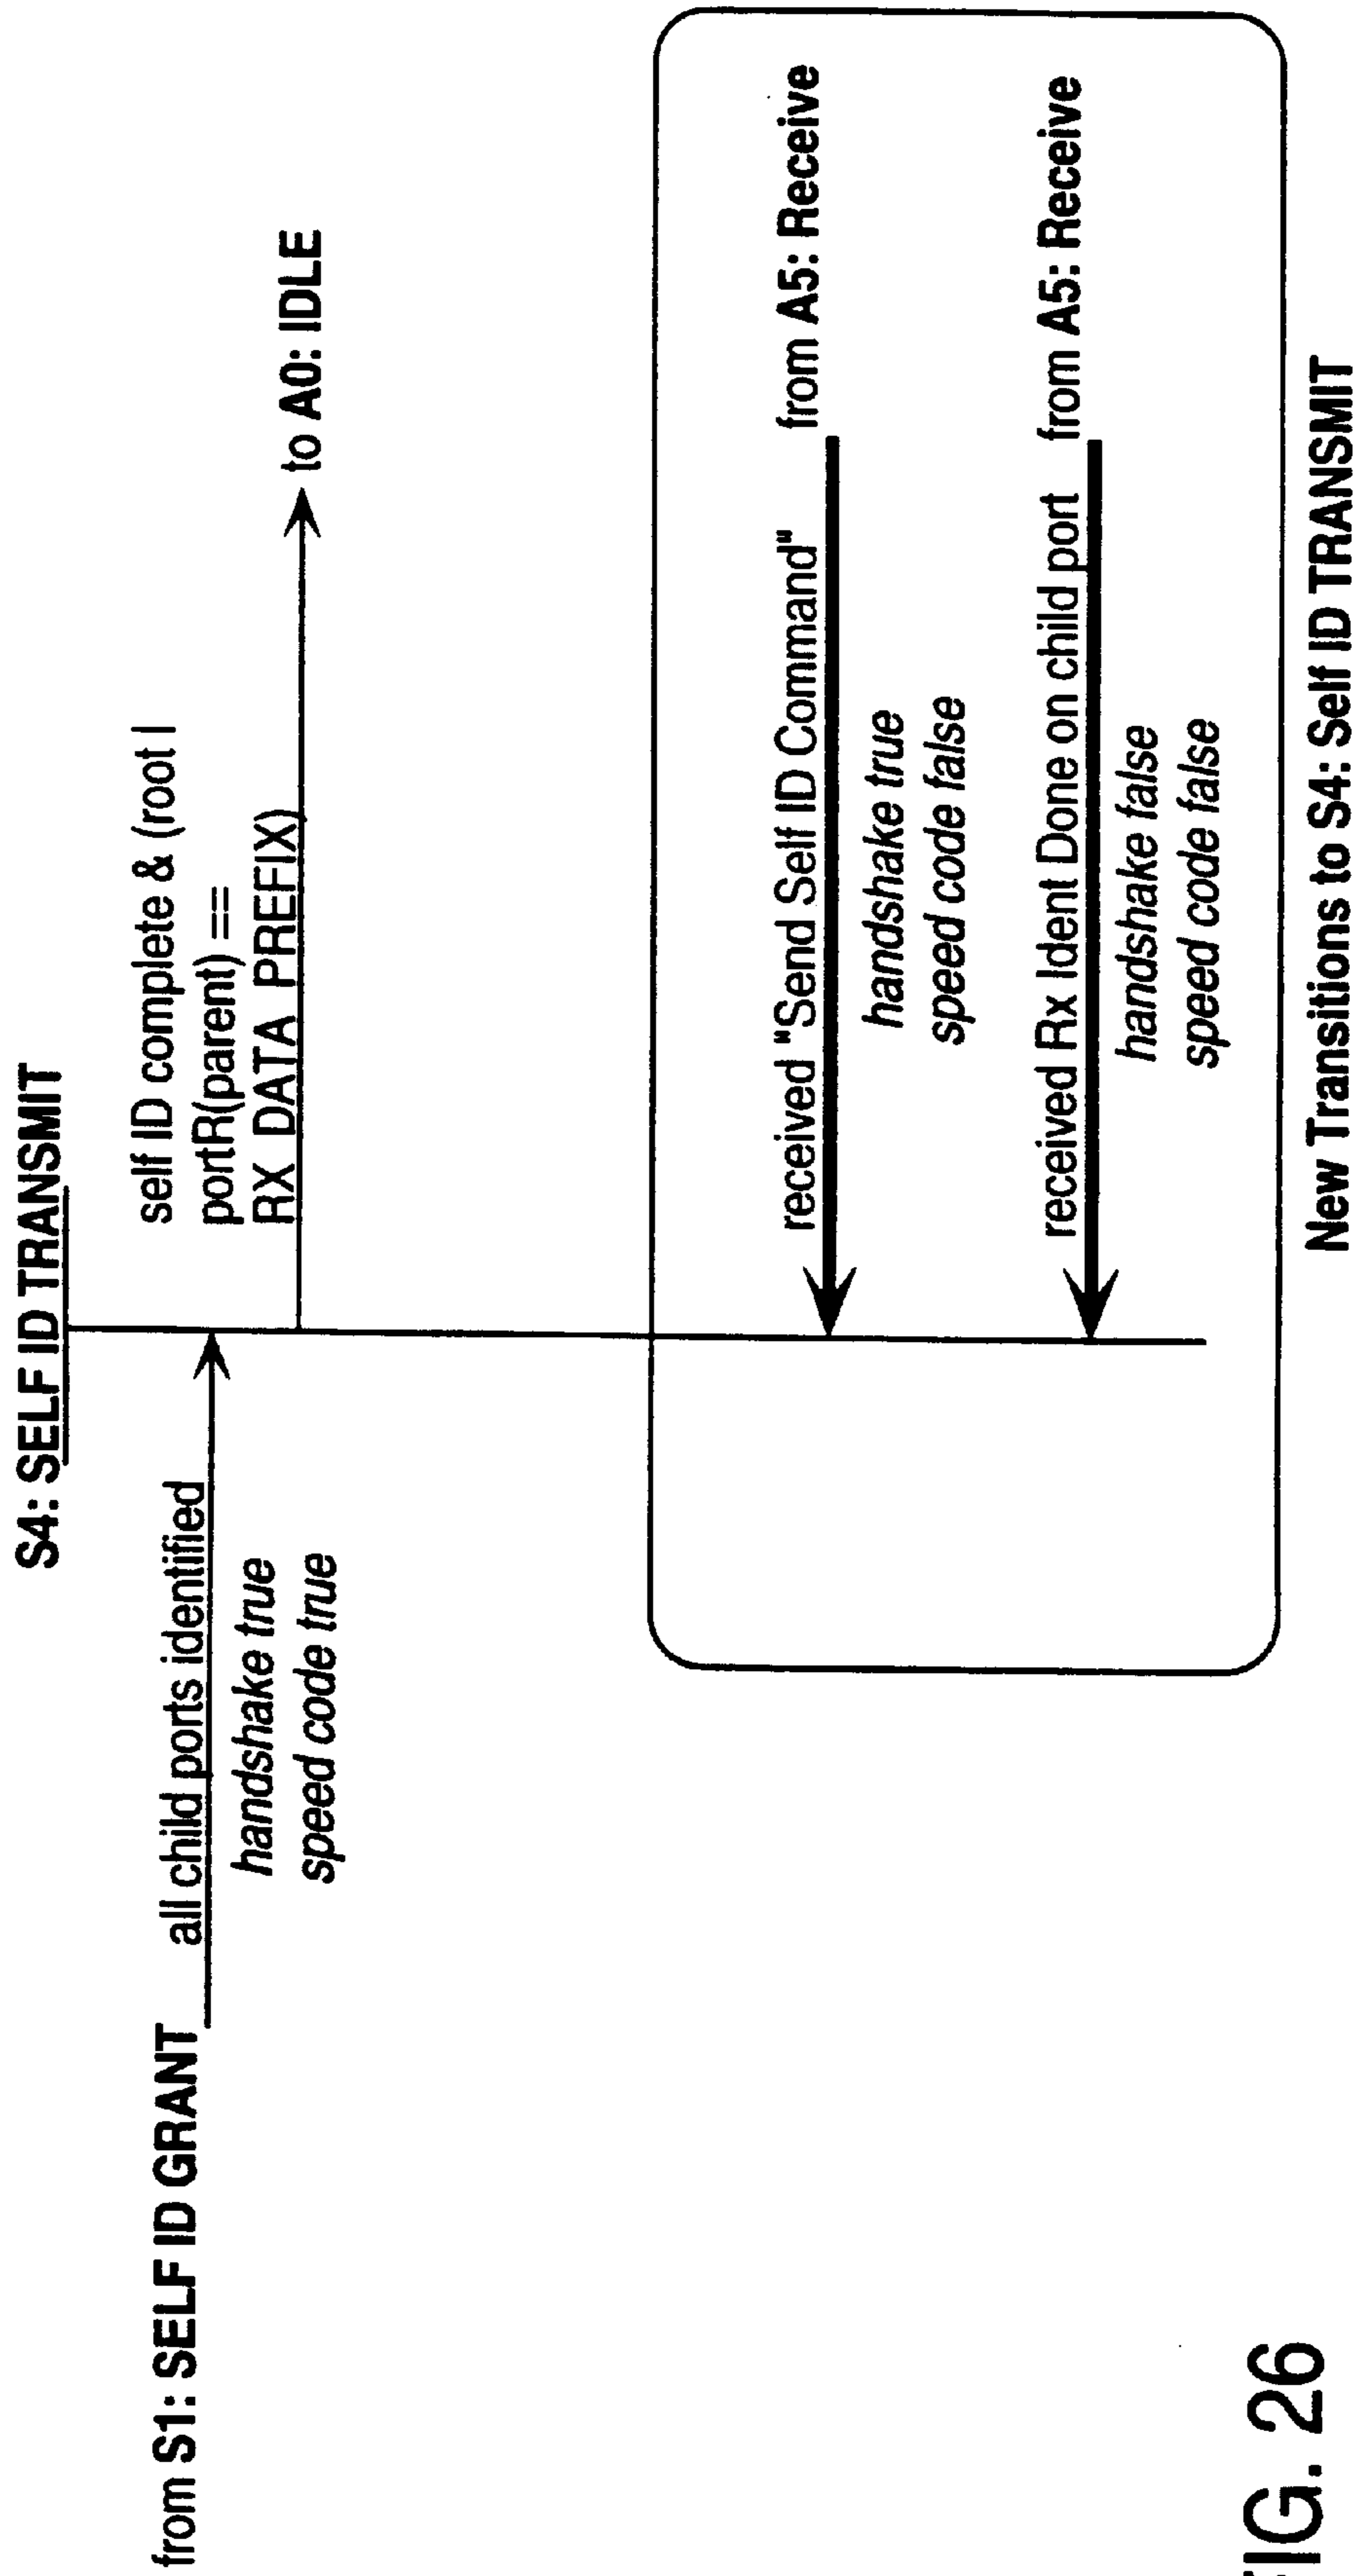 S4: SELF ID TRANSMIT
from S1: SELF ID GRANT
all child ports identified
handshake true
speed code true
self ID complete & (root |
portR(parent) ==
RX DATA PREFIX)
to A0: IDLE
received "Send Self ID Command"
from A5: Receive
handshake true
speed code false
received Rx Ident Done on child port
from A5: Receive
handshake false
speed code false
New Transitions to S4: Self ID TRANSMIT
FIG. 26